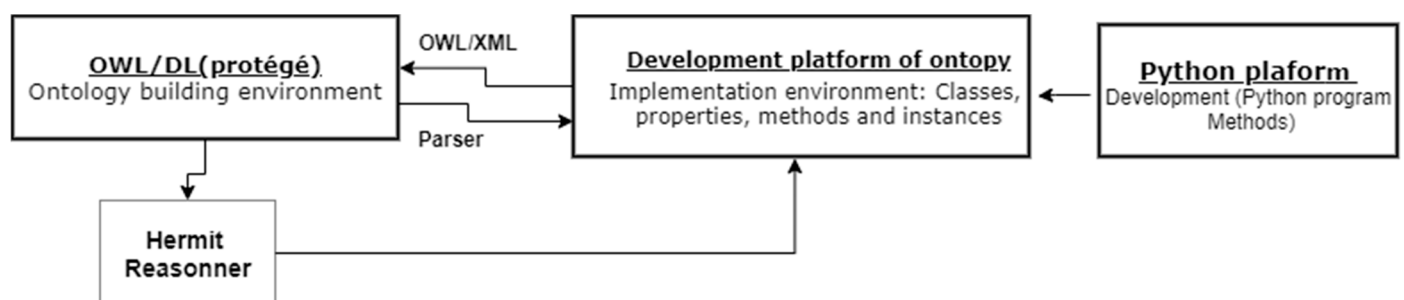 OWL/DL(protégé)
Ontology building environment
OWL/XML
Parser
Development platform of ontopy
Implementation environment: Classes,
properties, methods and instances
Python plaform
Development (Python program
Methods)
Hermit
Reasonner